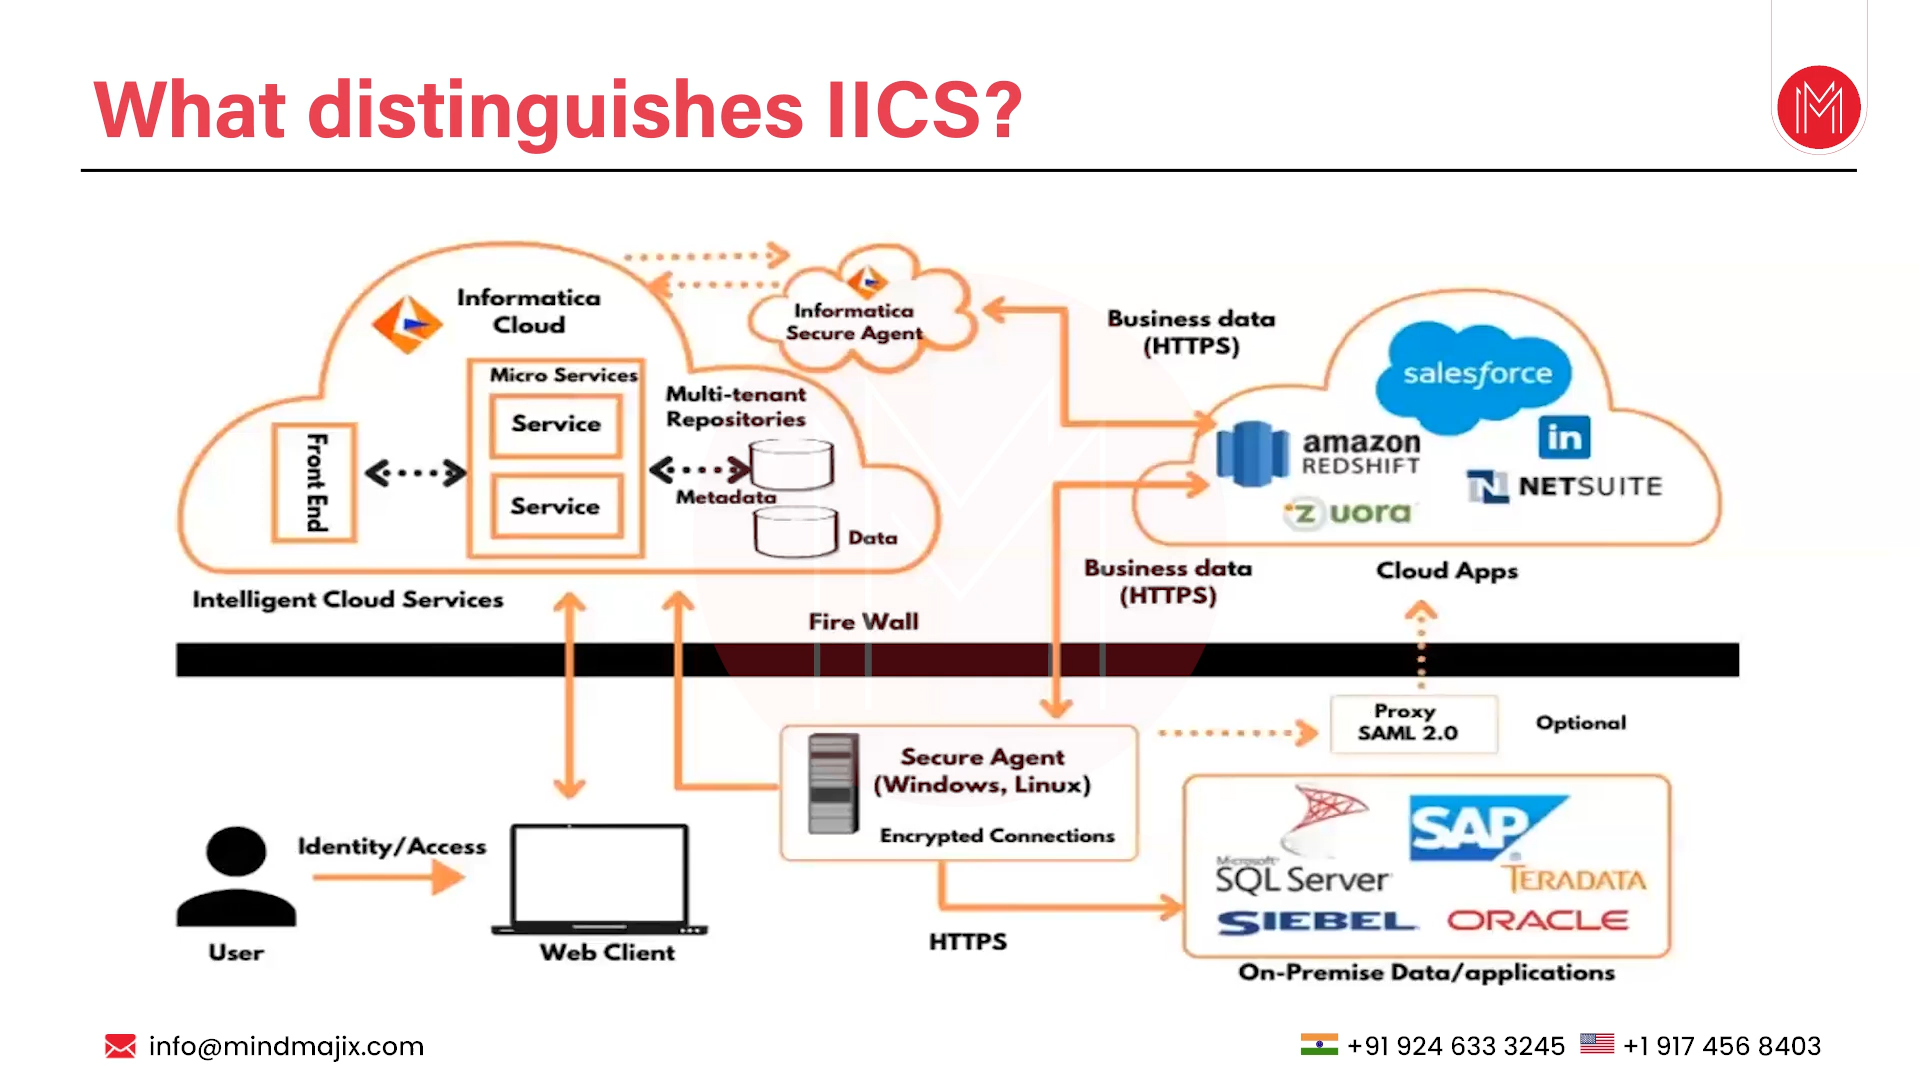 What distinguishes IICS?
Informatica
Cloud
Micro Services
Service
Service
Front End
Multi-tenant
Repositories
Metadata
Data
Intelligent Cloud Services
Informatica
Secure Agent
Business data
(HTTPS)
salesforce
in
amazon
REDSHIFT
NETSUITE
zuora
Cloud Apps
Business data
(HTTPS)
Fire Wall
Proxy
SAML 2.0
Optional
Secure Agent
(Windows, Linux)
Encrypted Connections
Identity/Access
User
Web Client
HTTPS
Microsoft®
SQL Server
SAP®
TERADATA
SIEBEL
ORACLE
On-Premise Data/applications
info@mindmajix.com
+91 924 633 3245
+1 917 456 8403